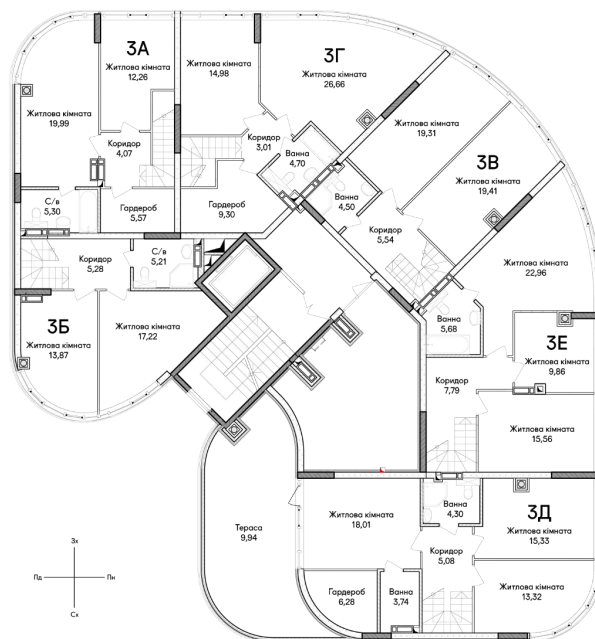 3А
Житлова кімната
12,26
Житлова кімната
14,98
3Г
Житлова кімната
26,66
Житлова кімната
19,99
Коридор
4,07
Коридор
3,01
Ванна
4,70
Житлова кімната
19,31
3В
Житлова кімната
19,41
С/в
5,30
Гардероб
5,57
Гардероб
9,30
Ванна
4,50
Коридор
5,54
Коридор
5,28
С/в
5,21
Житлова кімната
22,96
3Б
Житлова кімната
13,87
Житлова кімната
17,22
Ванна
5,68
3Е
Житлова кімната
9,86
Коридор
7,79
Житлова кімната
15,56
Тераса
9,94
Житлова кімната
18,01
Ванна
4,30
3Д
Житлова кімната
15,33
Коридор
5,08
Гардероб
6,28
Ванна
3,74
Житлова кімната
13,32
Зх
Пд
Пн
Сх